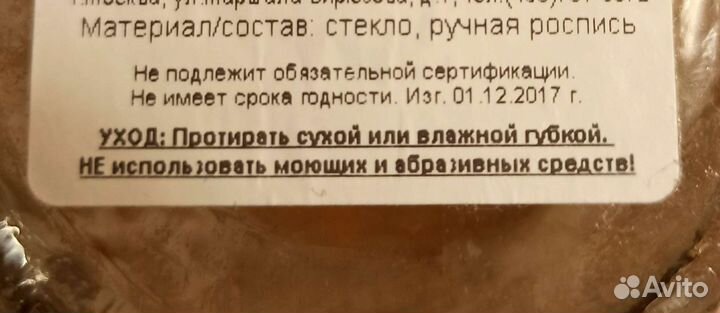 Материал/состав: стекло, ручная роспись
Не подлежит обязательной сертификации.
Не имеет срока годности. Изг. 01.12.2017 г.
УХОД: Протирать сухой или влажной губкой.
НЕ использовать моющих и абразивных средств!
Avito